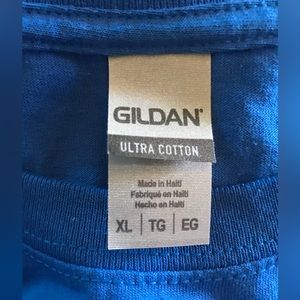 GILDAN®
ULTRA COTTON
Made in Haiti
Fabriqué en Haïti
Hecho en Haití
XL | TG | EG